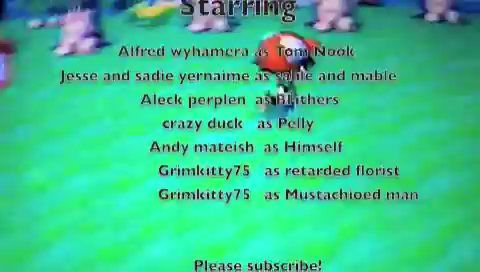 Starring
Alfred wyhamera as Tom Nook
Jesse and sadie yernaime as sable and mable
Aleck perplen as Blithers
crazy duck as Pelly
Andy mateish as Himself
Grimkitty75 as retarded florist
Grimkitty75 as Mustachioed man
Please subscribe!